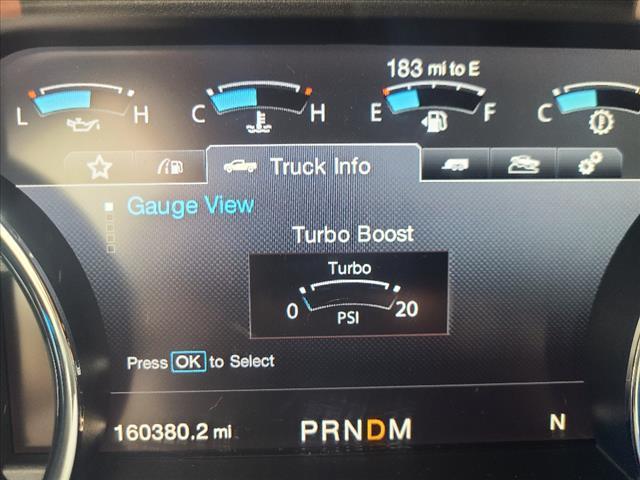 183 mi to E
L H C H E F C
Truck Info
Gauge View
Turbo Boost
Turbo
0 20
PSI
Press OK to Select
160380.2 mi PRNDM N